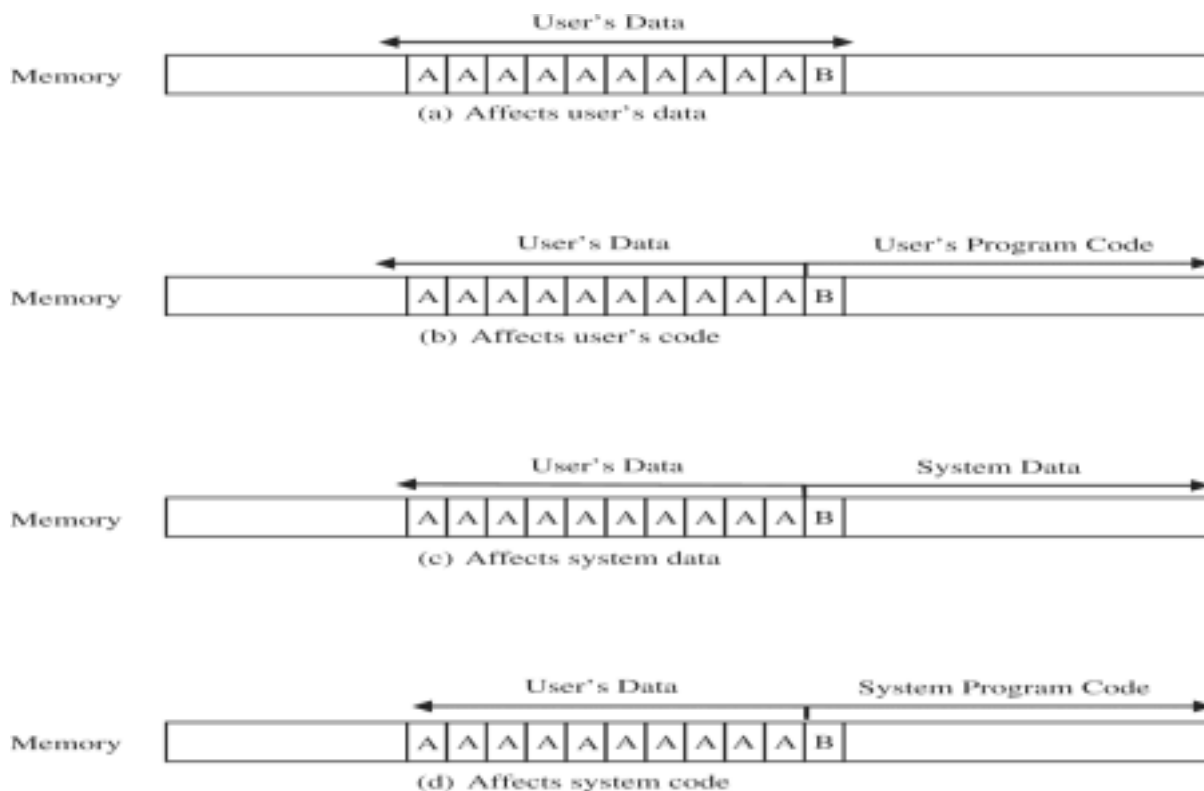 User's Data
Memory A A A A A A A A A A B
(a) Affects user's data
User's Data User's Program Code
Memory A A A A A A A A A A B
(b) Affects user's code
User's Data System Data
Memory A A A A A A A A A A B
(c) Affects system data
User's Data System Program Code
Memory A A A A A A A A A A B
(d) Affects system code